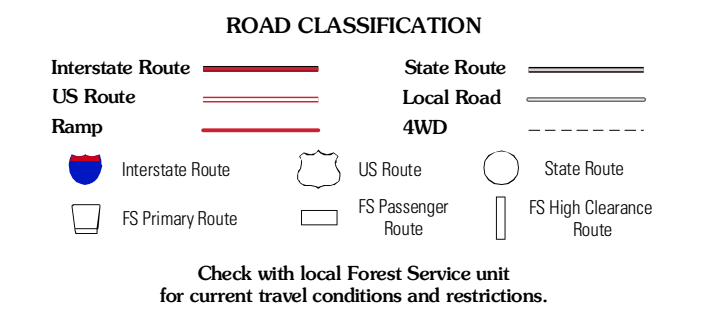 ROAD CLASSIFICATION
Interstate Route
State Route
US Route
Local Road
Ramp
4WD
Interstate Route
US Route
State Route
FS Primary Route
FS Passenger
Route
FS High Clearance
Route
Check with local Forest Service unit
for current travel conditions and restrictions.